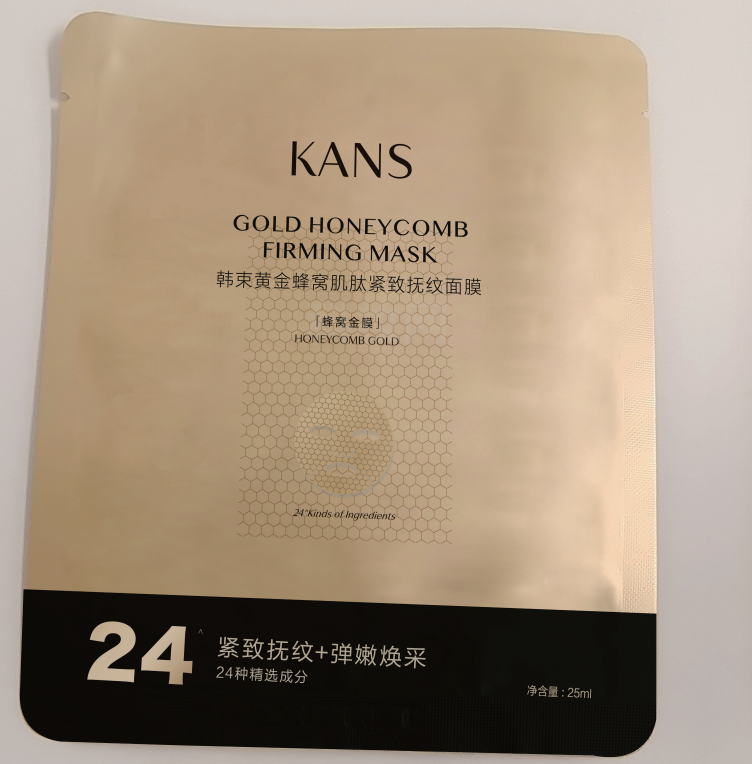 KANS
GOLD HONEYCOMB
FIRMING MASK
韩束黄金蜂窝肌肽紧致抚纹面膜
「蜂窝金膜」
HONEYCOMB GOLD
24^Kinds of Ingredients
24^
紧致抚纹+弹嫩焕采
24种精选成分
净含量:25ml